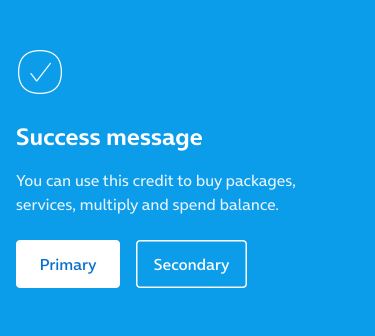 Success message
You can use this credit to buy packages,
services, multiply and spend balance.
Primary
Secondary